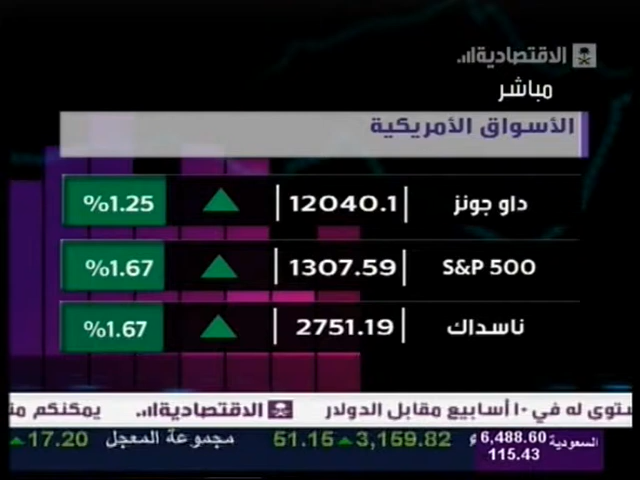 الاقتصادية
مباشر
الأسواق الأمريكية
داو جونز 12040.1 %1.25
S&P 500 1307.59 %1.67
ناسداك 2751.19 %1.67
ستوى له في ١٠ أسابيع مقابل الدولار الاقتصادية يمكنكم
السعودية 6,488.60 115.43 3,159.82 51.15 مجموعة المعجل 17.20